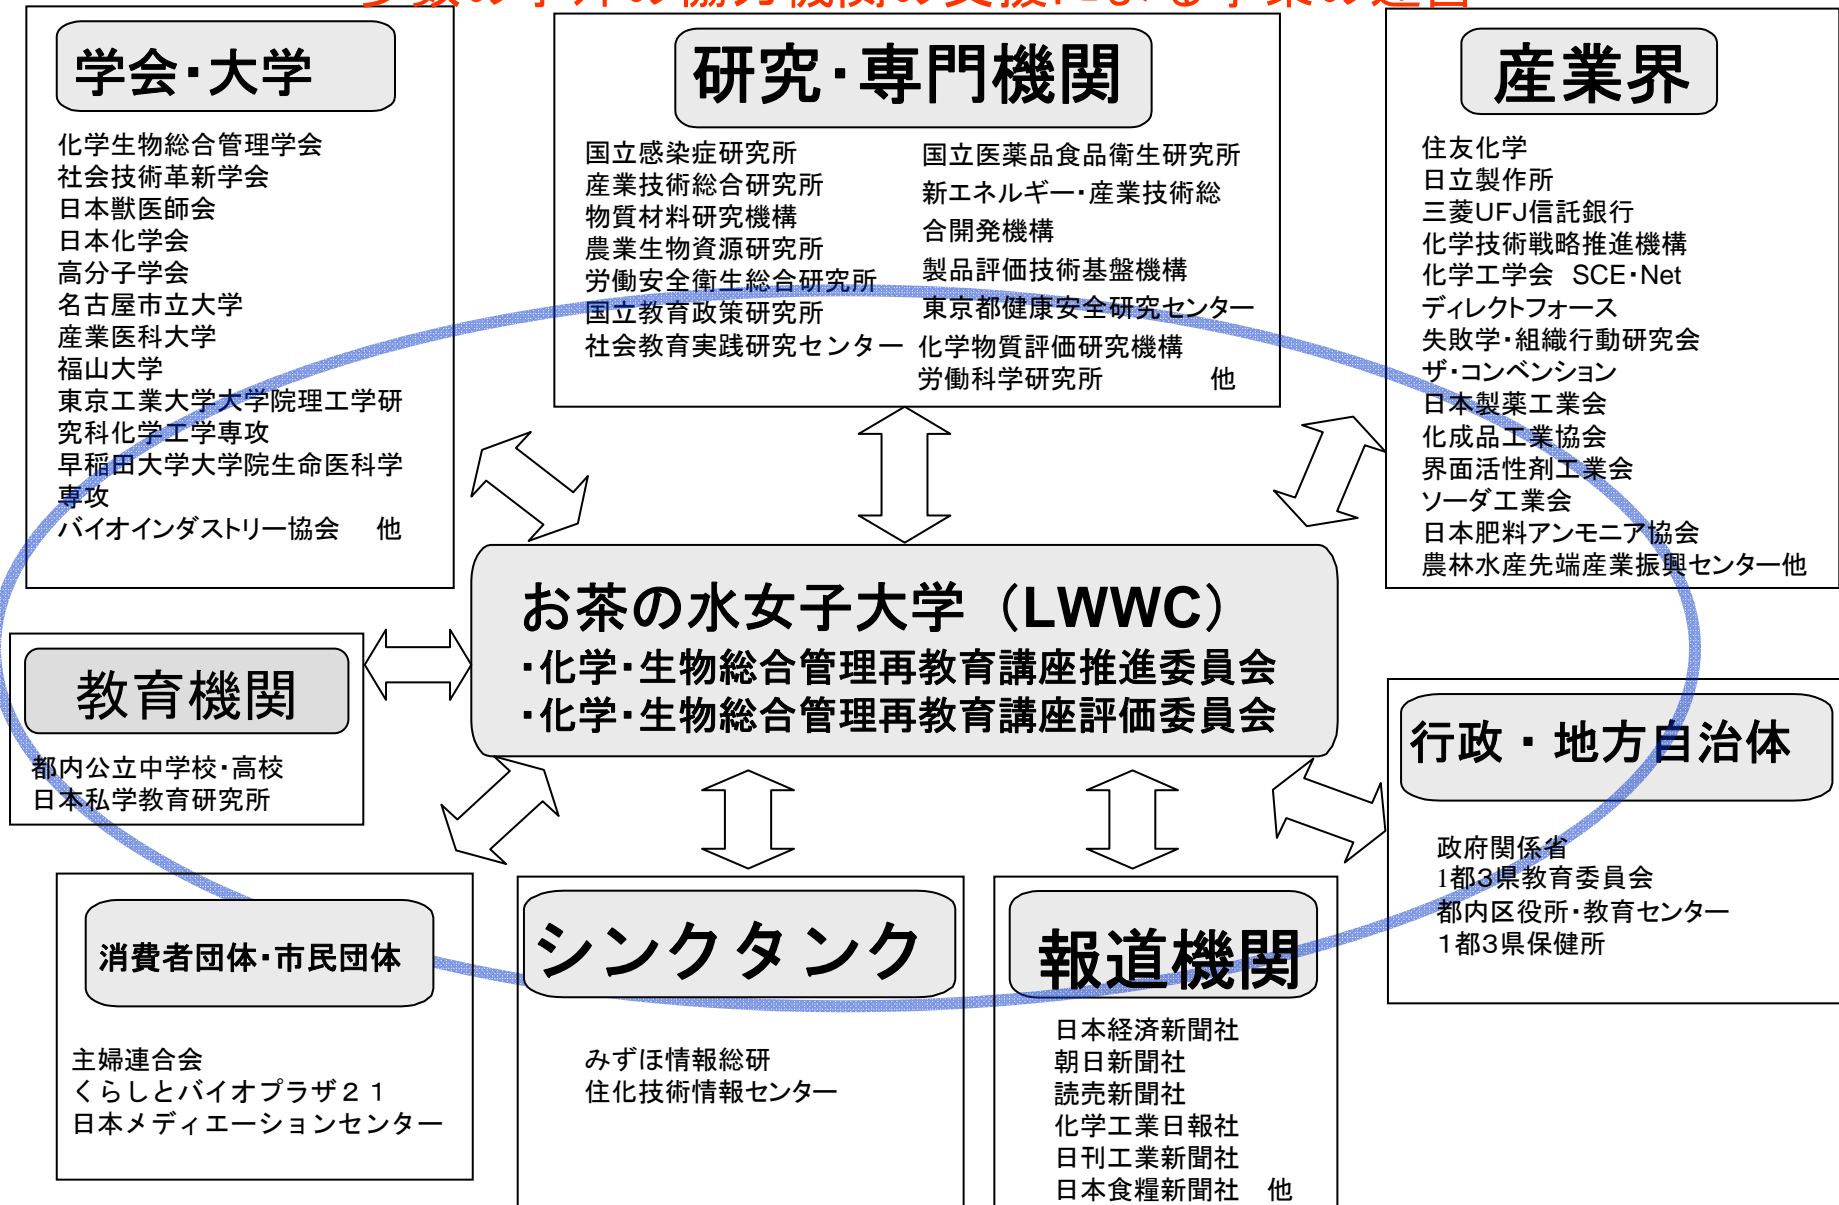 多数の学外の協力機関の支援による事業の運営
学会・大学
化学生物総合管理学会
社会技術革新学会
日本獣医師会
日本化学会
高分子学会
名古屋市立大学
産業医科大学
福山大学
東京工業大学大学院理工学研
究科化学工学専攻
早稲田大学大学院生命医科学
専攻
バイオインダストリー協会　他
研究・専門機関
国立感染症研究所
産業技術総合研究所
物質材料研究機構
農業生物資源研究所
労働安全衛生総合研究所
国立教育政策研究所
社会教育実践研究センター
国立医薬品食品衛生研究所
新エネルギー・産業技術総
合開発機構
製品評価技術基盤機構
東京都健康安全研究センター
化学物質評価研究機構
労働科学研究所　他
産業界
住友化学
日立製作所
三菱UFJ信託銀行
化学技術戦略推進機構
化学工学会　SCE・Net
ディレクトフォース
失敗学・組織行動研究会
ザ・コンベンション
日本製薬工業会
化成品工業協会
界面活性剤工業会
ソーダ工業会
日本肥料アンモニア協会
農林水産先端産業振興センター他
お茶の水女子大学（LWWC）
・化学・生物総合管理再教育講座推進委員会
・化学・生物総合管理再教育講座評価委員会
教育機関
都内公立中学校・高校
日本私学教育研究所
行政・地方自治体
政府関係省
1都3県教育委員会
都内区役所・教育センター
１都３県保健所
消費者団体・市民団体
主婦連合会
くらしとバイオプラザ２１
日本メディエーションセンター
シンクタンク
みずほ情報総研
住化技術情報センター
報道機関
日本経済新聞社
朝日新聞社
読売新聞社
化学工業日報社
日刊工業新聞社
日本食糧新聞社　他